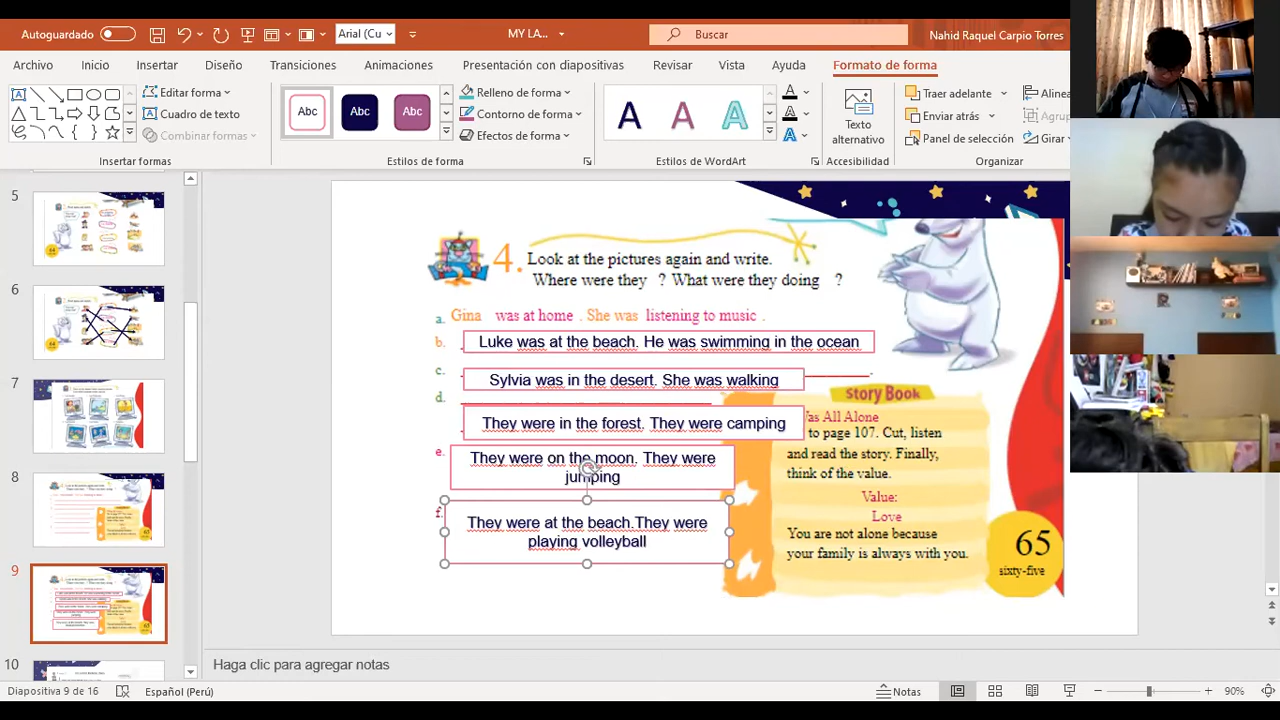 Autoguardado
Arial (Cu
MY LA...
Buscar
Nahid Raquel Carpio Torres
Archivo
Inicio
Insertar
Diseño
Transiciones
Animaciones
Presentación con diapositivas
Revisar
Vista
Ayuda
Formato de forma
Editar forma
Cuadro de texto
Combinar formas
Insertar formas
Abc
Abc
Abc
Relleno de forma
Contorno de forma
Efectos de forma
Estilos de forma
A
A
A
A
A
A
Estilos de WordArt
Texto
alternativo
Accesibilidad
Traer adelante
Enviar atrás
Panel de selección
Alinea
Agrup
Girar
Organizar
5
6
7
8
9
10
4.
Look at the pictures again and write.
Where were they ? What were they doing ?
a. Gina was at home . She was listening to music .
b. Luke was at the beach. He was swimming in the ocean
c. Sylvia was in the desert. She was walking
d.
They were in the forest. They were camping
e. They were on the moon. They were
jumping
f. They were at the beach.They were
playing volleyball
Story Book
Was All Alone
to page 107. Cut, listen
and read the story. Finally,
think of the value.
Value:
Love
You are not alone because
your family is always with you.
65
sixty-five
Haga clic para agregar notas
Diapositiva 9 de 16
Español (Perú)
Notas
90%